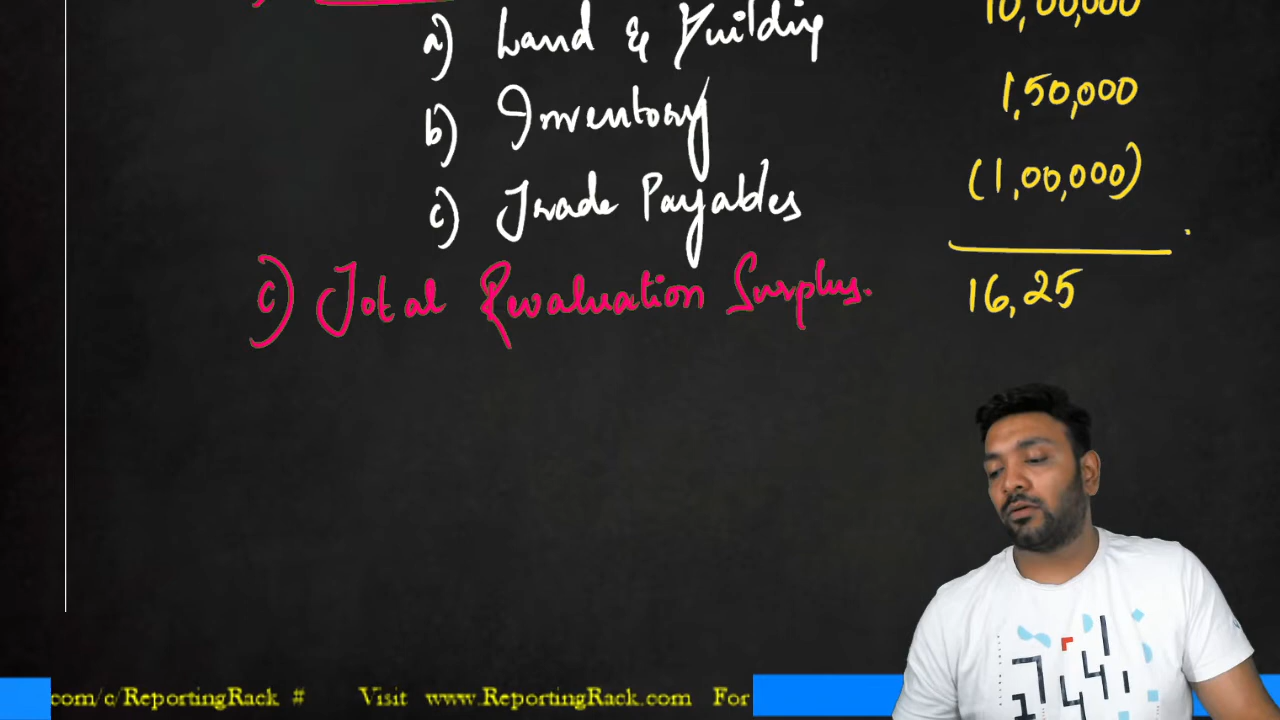 a) Land & Building 10,00,000
b) Inventory 1,50,000
c) Trade Payables (1,00,000)
c) Total Revaluation Surplus. 16,25
com/c/ReportingRack # Visit www.ReportingRack.com For